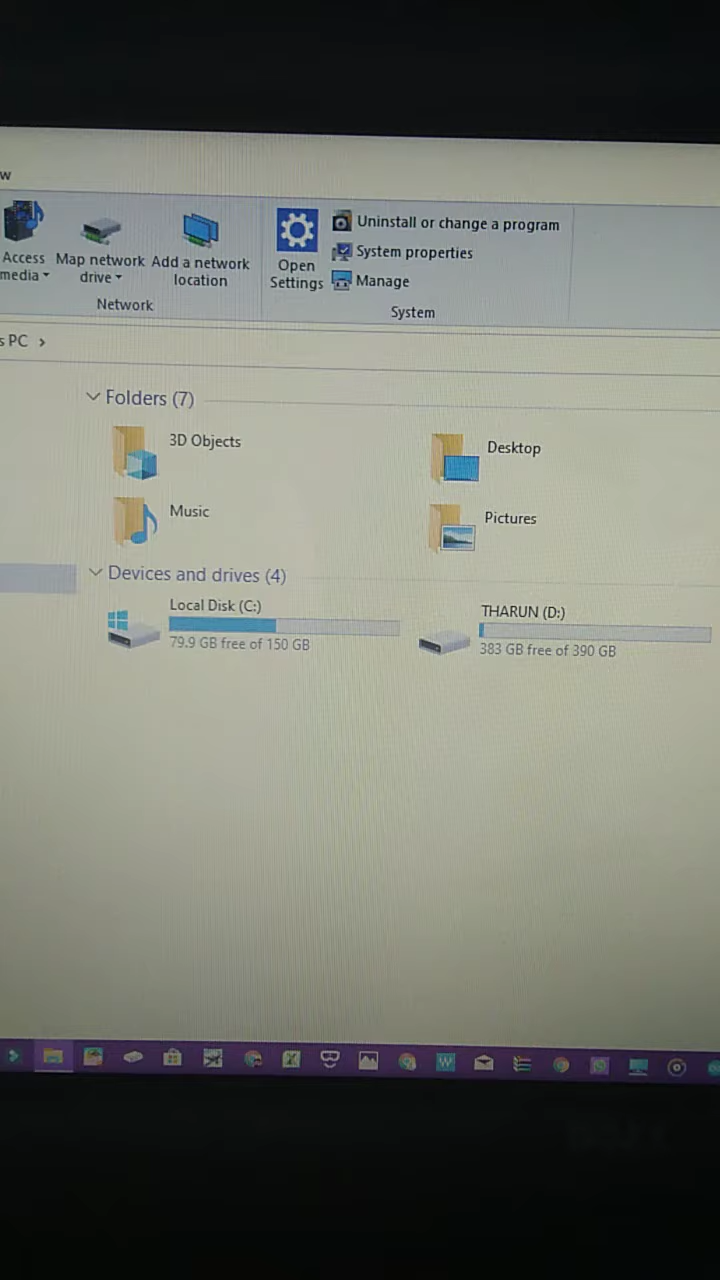 w
Access media
Map network drive
Add a network location
Network
Open Settings
Uninstall or change a program
System properties
Manage
System
s PC >
Folders (7)
3D Objects
Desktop
Music
Pictures
Devices and drives (4)
Local Disk (C:)
79.9 GB free of 150 GB
THARUN (D:)
383 GB free of 390 GB